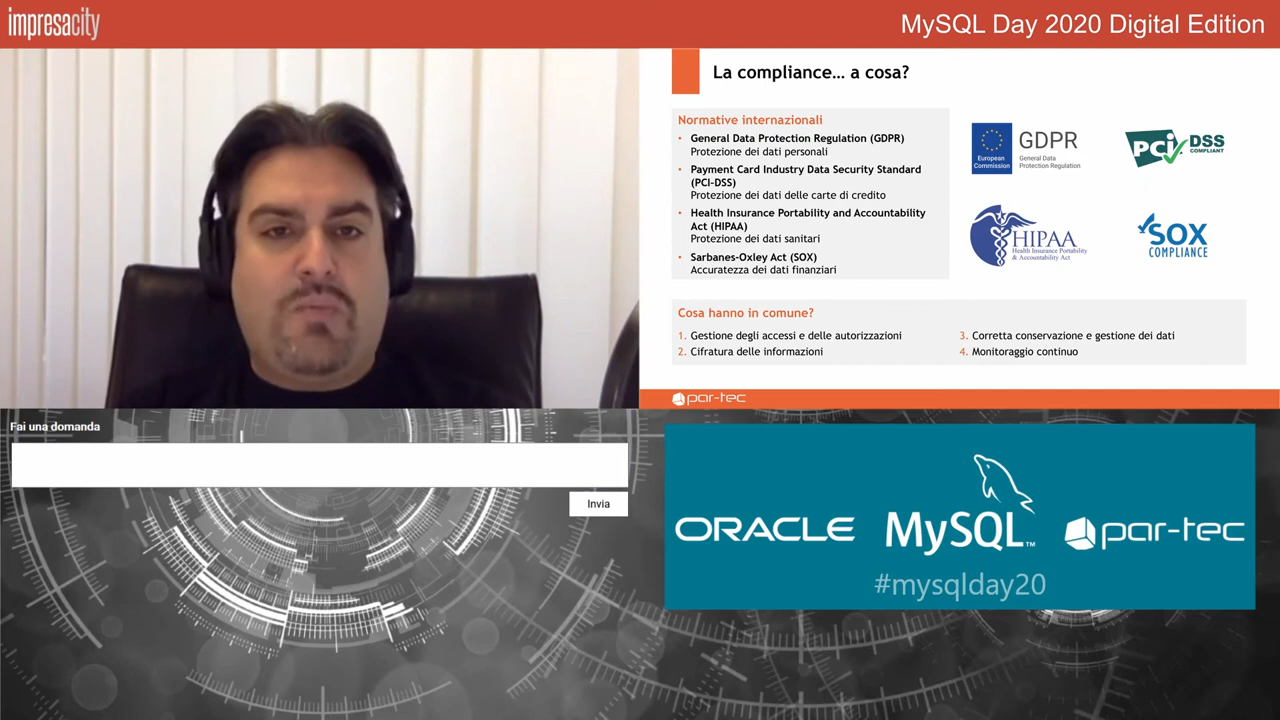 impresacity
MySQL Day 2020 Digital Edition
La compliance... a cosa?
Normative internazionali
• General Data Protection Regulation (GDPR)
Protezione dei dati personali
• Payment Card Industry Data Security Standard
(PCI-DSS)
Protezione dei dati delle carte di credito
• Health Insurance Portability and Accountability
Act (HIPAA)
Protezione dei dati sanitari
• Sarbanes-Oxley Act (SOX)
Accuratezza dei dati finanziari
European
Commission
GDPR
General Data
Protection Regulation
PCI DSS
COMPLIANT
HIPAA
Health Insurance Portability
& Accountability Act
SOX
COMPLIANCE
Cosa hanno in comune?
1. Gestione degli accessi e delle autorizzazioni
2. Cifratura delle informazioni
3. Corretta conservazione e gestione dei dati
4. Monitoraggio continuo
par-tec
Fai una domanda
Invia
ORACLE
MySQL™
par-tec
#mysqlday20